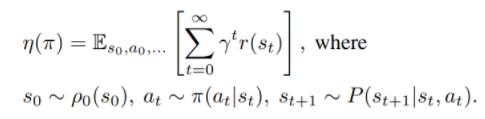 η(π) = 𝔼_{s_0,a_0,...} [ ∑_{t=0}^{∞} γ^t r(s_t) ], where
s_0 ∼ ρ_0(s_0), a_t ∼ π(a_t|s_t), s_{t+1} ∼ P(s_{t+1}|s_t, a_t).